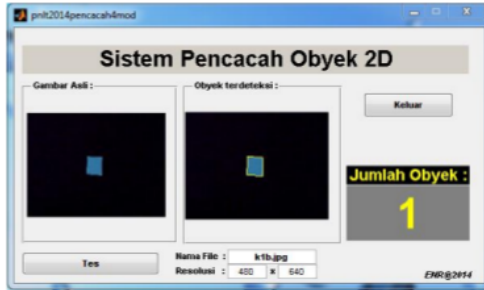 pnlt2014pencacah4mod
Sistem Pencacah Obyek 2D
Gambar Asli :
Obyek terdeteksi :
Keluar
Jumlah Obyek :
1
Tes
Nama File : k1b.jpg
Resolusi : 480 x 640
ENR@2014